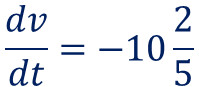 dv/dt = −10 2/5